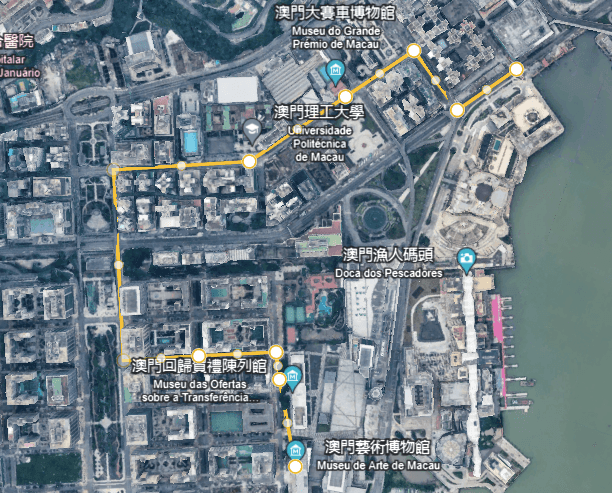 澳門大賽車博物館
Museu do Grande
Prémio de Macau
醫院
italar
Januário
澳門理工大學
Universidade
Politécnica
de Macau
澳門漁人碼頭
Doca dos Pescadores
澳門回歸賀禮陳列館
Museu das Ofertas
sobre a Transferência...
澳門藝術博物館
Museu de Arte de Macau